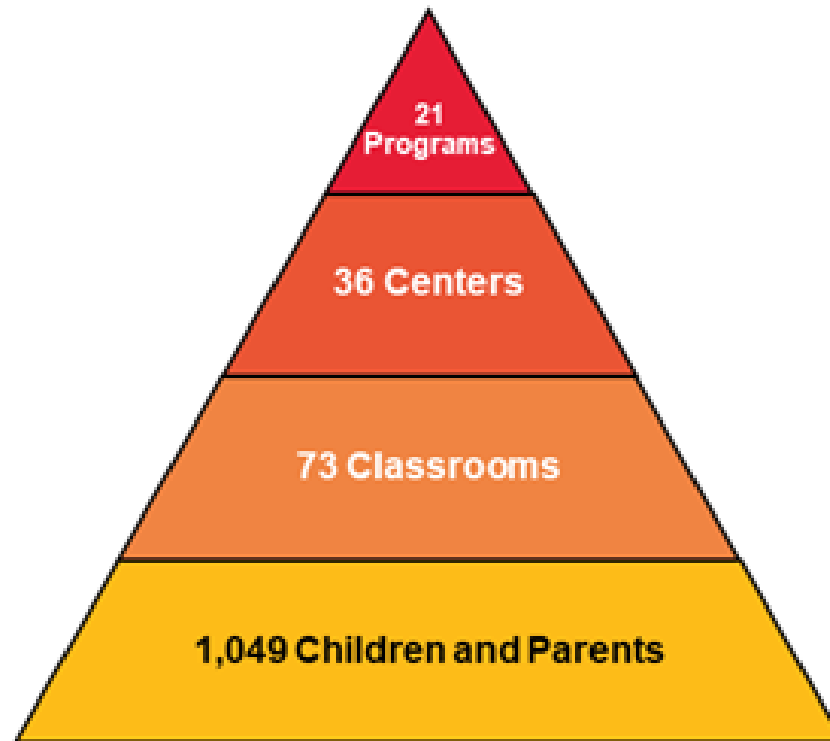 21
Programs
36 Centers
73 Classrooms
1,049 Children and Parents